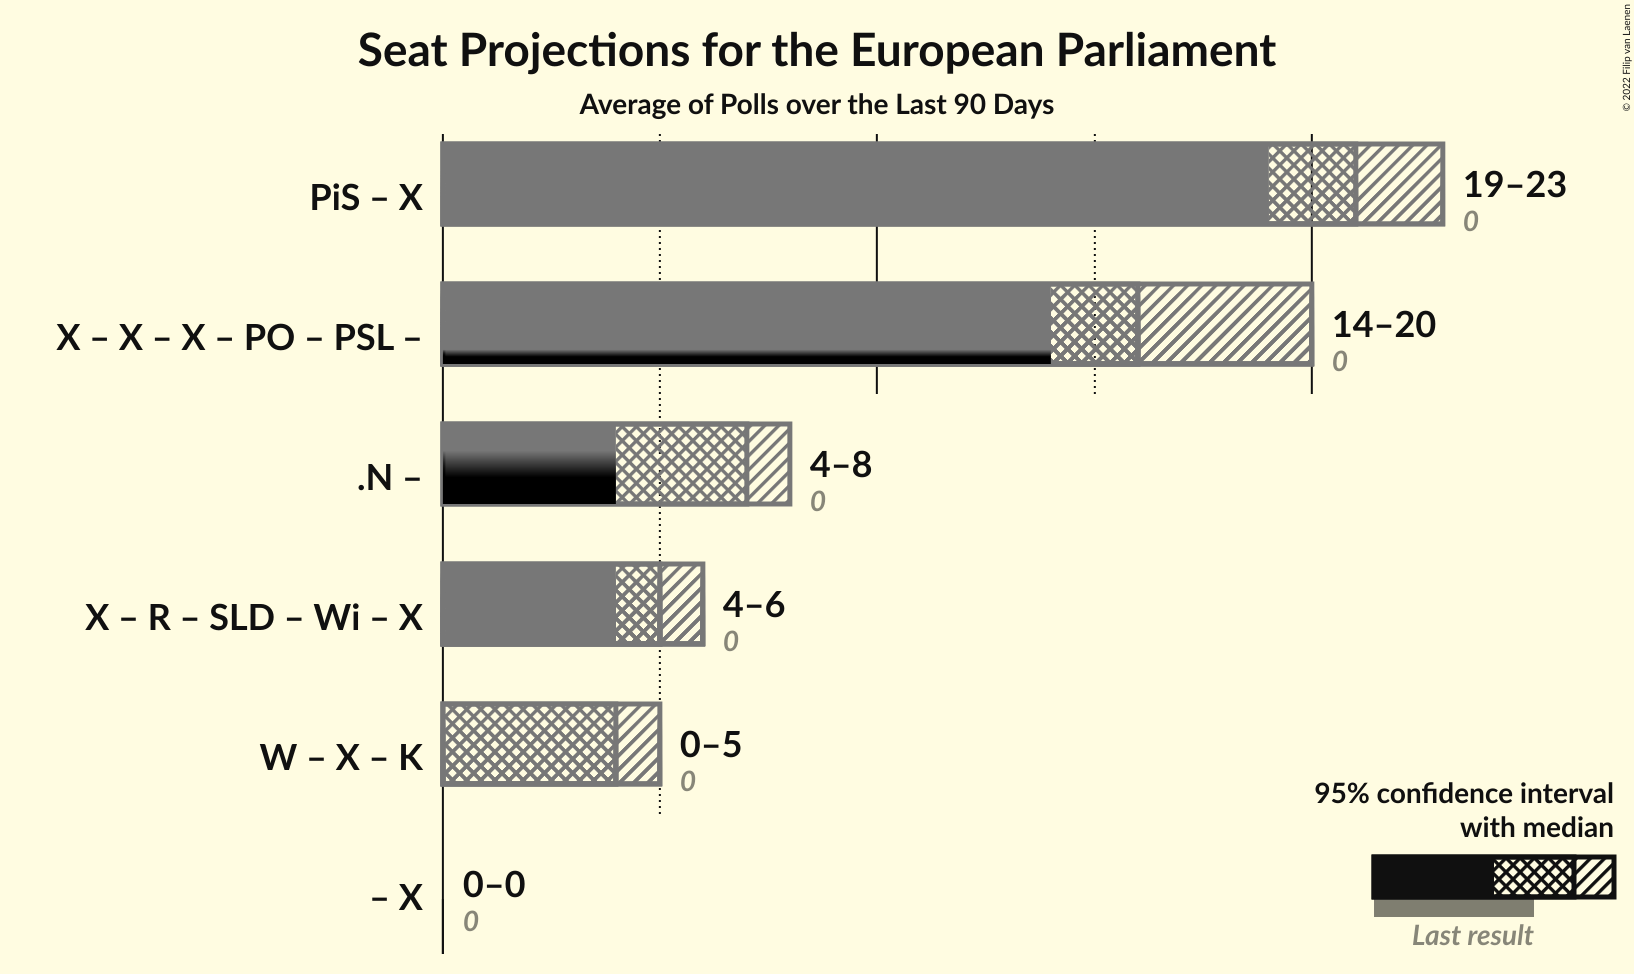 Seat Projections for the European Parliament
Average of Polls over the Last 90 Days
© 2022 Filip van Laenen
PiS – X
19–23
0
X – X – X – PO – PSL –
14–20
0
.N –
4–8
0
X – R – SLD – Wi – X
4–6
0
W – X – K
0–5
0
– X
0–0
0
95% confidence interval
with median
Last result